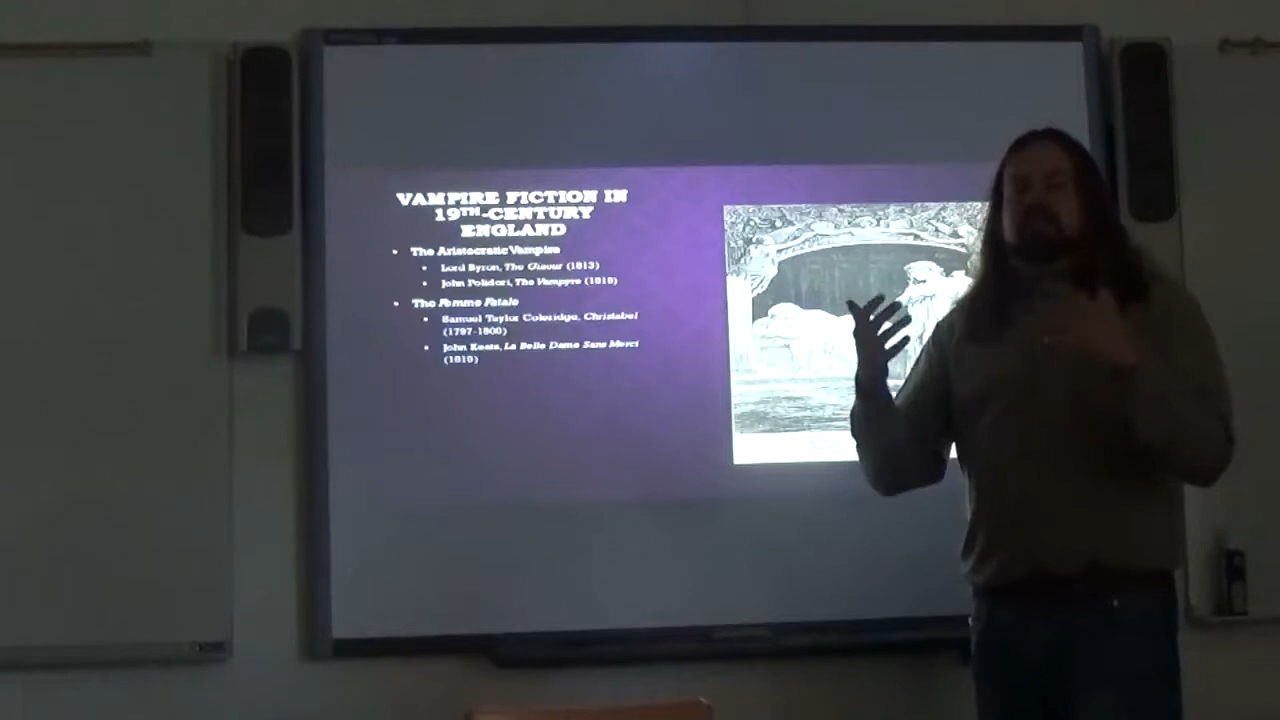 VAMPIRE FICTION IN
19TH-CENTURY
ENGLAND
• The Aristocratic Vampire
• Lord Byron, The Giaour (1813)
• John Polidori, The Vampyre (1819)
• The Femme Fatale
• Samuel Taylor Coleridge, Christabel
(1797-1800)
• John Keats, La Belle Dame Sans Merci
(1819)